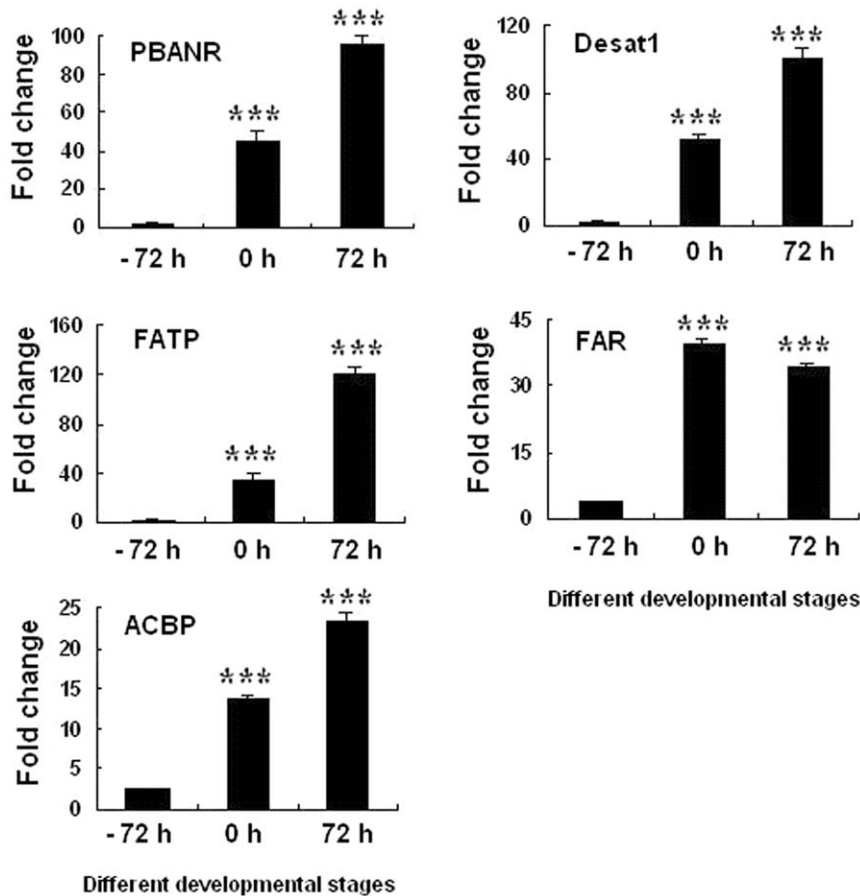 PBANR
Fold change
100
80
60
40
20
0
***
***
- 72 h 0 h 72 h
Desat1
Fold change
120
80
40
0
***
***
- 72 h 0 h 72 h
FATP
Fold change
160
120
80
40
0
***
***
- 72 h 0 h 72 h
FAR
Fold change
45
30
15
0
***
***
- 72 h 0 h 72 h
Different developmental stages
ACBP
Fold change
25
20
15
10
5
0
***
***
- 72 h 0 h 72 h
Different developmental stages